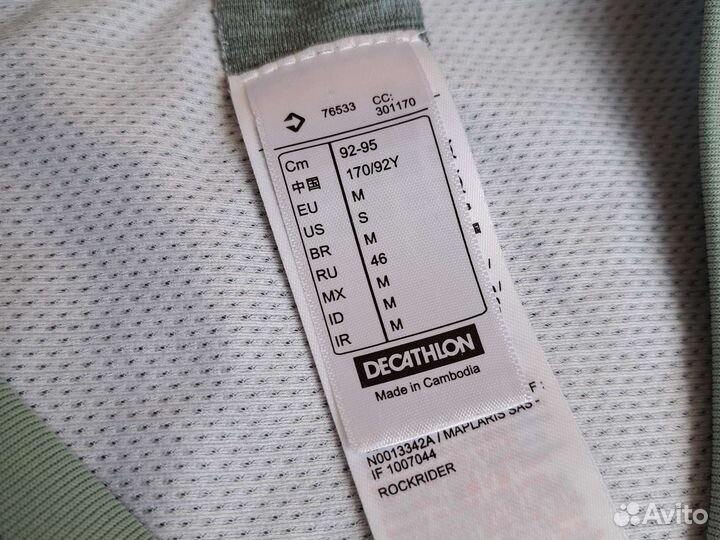 76533 CC: 301170
Cm 92-95
中国 170/92Y
EU M
US S
BR M
RU 46
MX M
ID M
IR M
DECATHLON
Made in Cambodia
F :
N0013342A / MAPLARIS SAS -
IF 1007044
ROCKRIDER
Avito